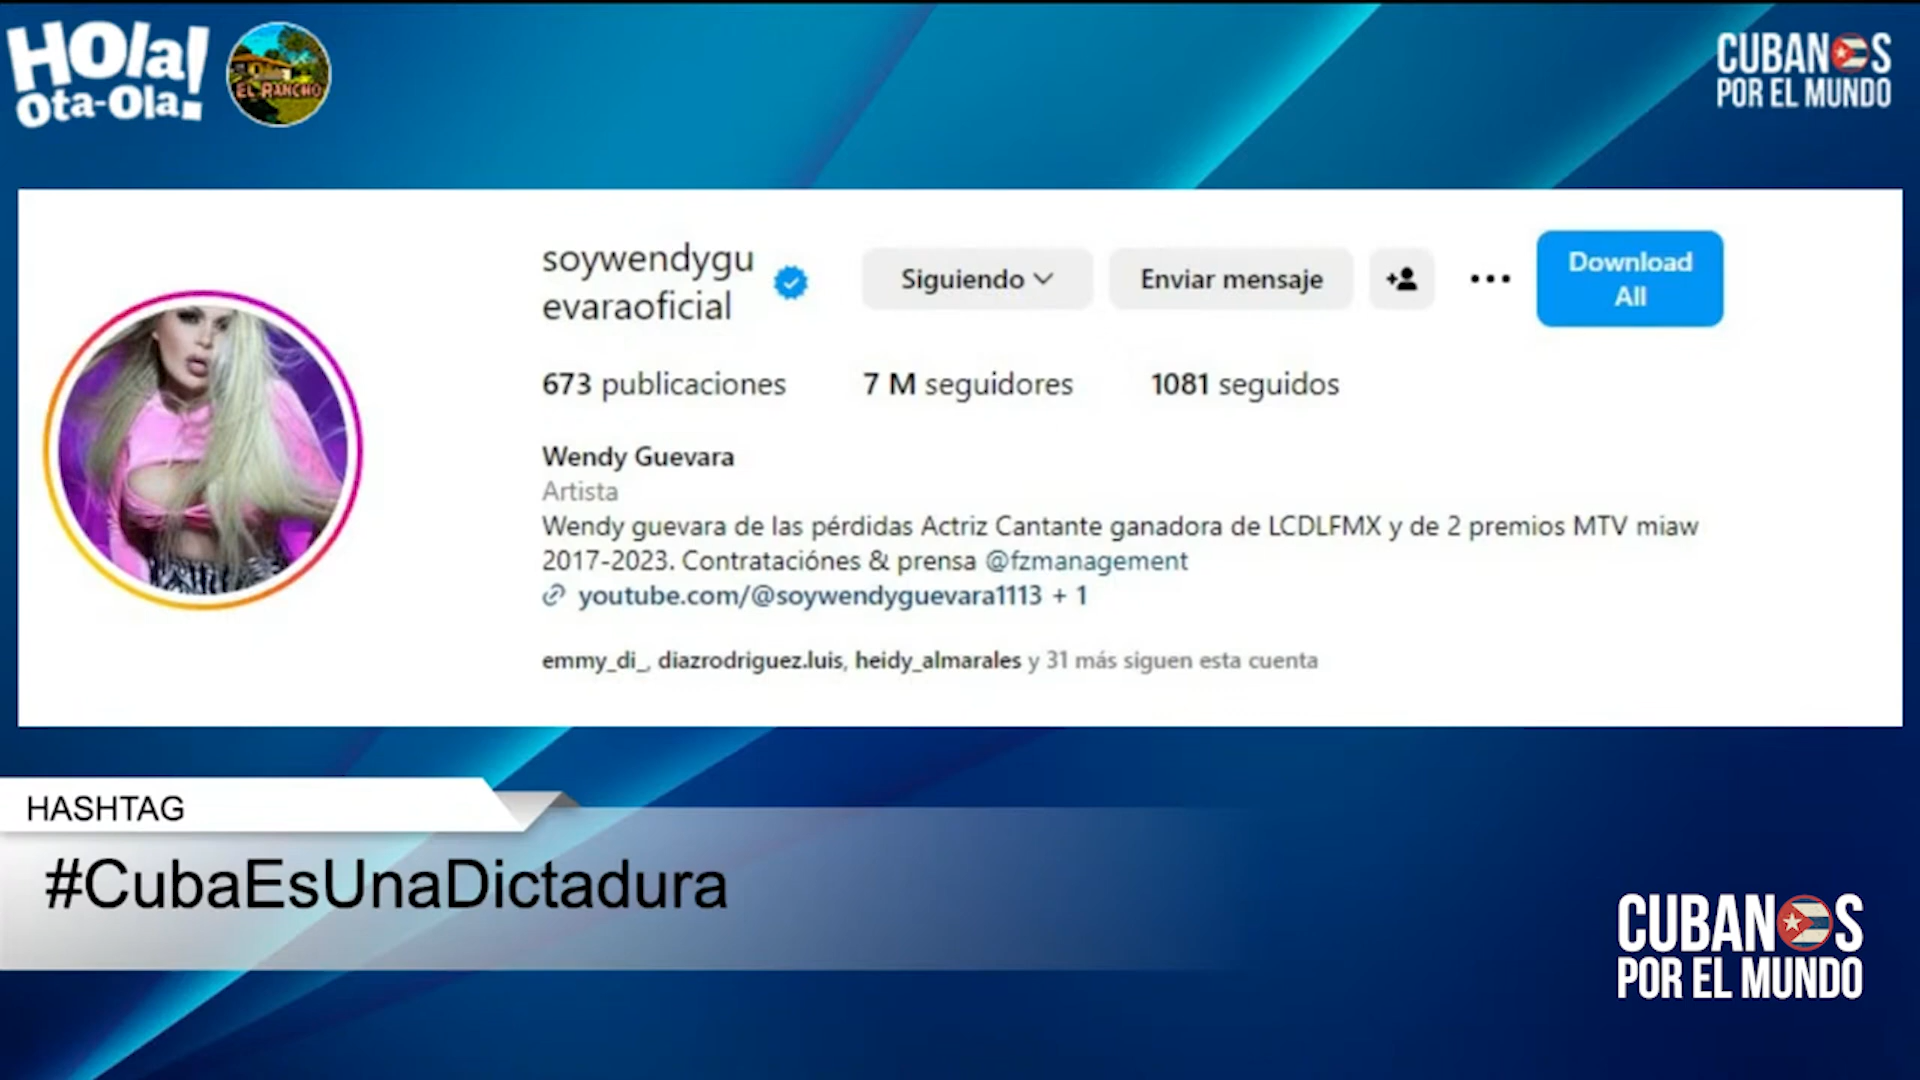 HOla!
Ota-Ola!
EL RANCHO
CUBANOS
POR EL MUNDO
soywendygu
evaraoficial
Siguiendo
Enviar mensaje
Download
All
673 publicaciones
7 M seguidores
1081 seguidos
Wendy Guevara
Artista
Wendy guevara de las pérdidas Actriz Cantante ganadora de LCDLFMX y de 2 premios MTV miaw
2017-2023. Contrataciónes & prensa @fzmanagement
youtube.com/@soywendyguevara1113 + 1
emmy_di_, diazrodriguez.luis, heidy_almarales y 31 más siguen esta cuenta
HASHTAG
#CubaEsUnaDictadura
CUBANOS
POR EL MUNDO